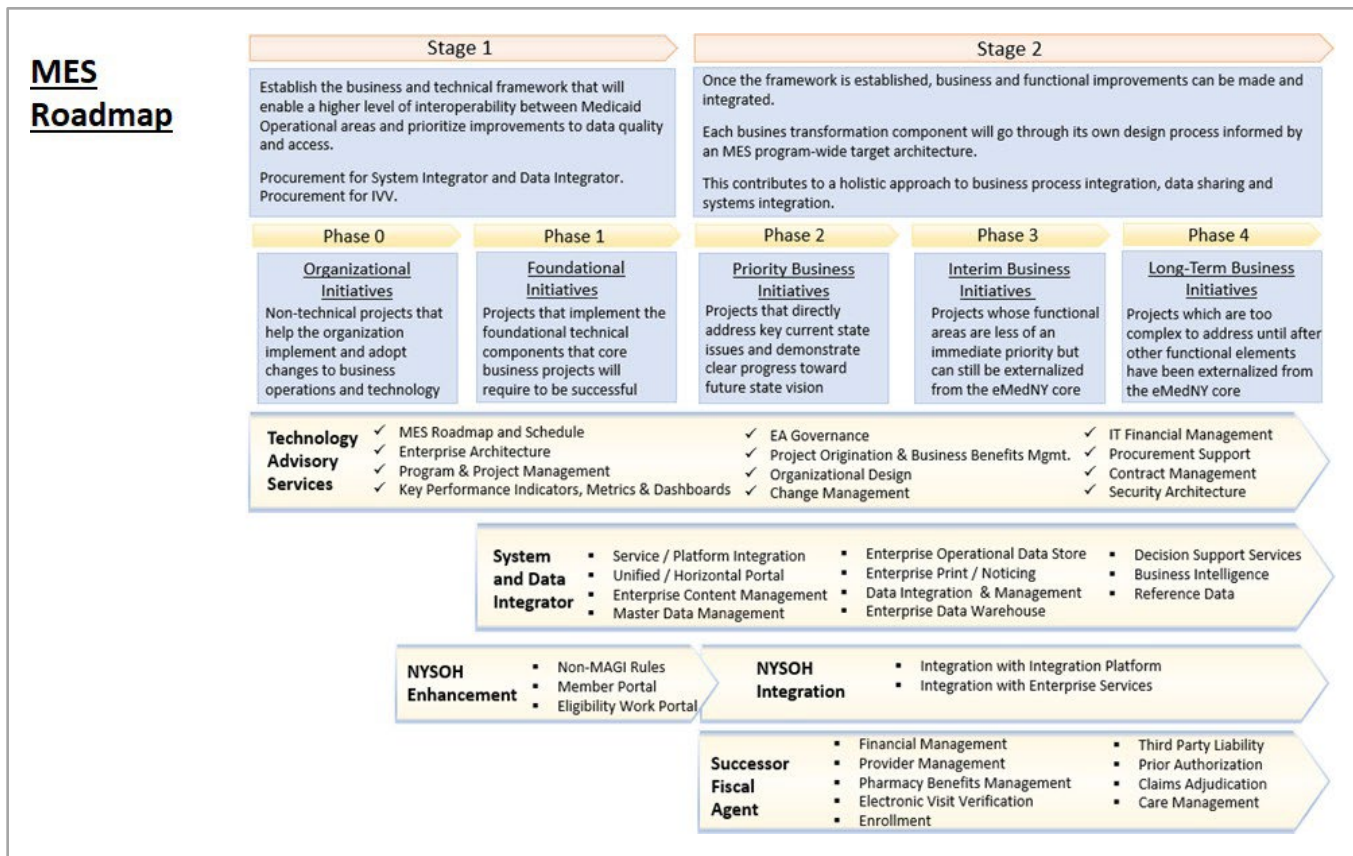 MES
Roadmap
Stage 1
Stage 2
Establish the business and technical framework that will
enable a higher level of interoperability between Medicaid
Operational areas and prioritize improvements to data quality
and access.
Procurement for System Integrator and Data Integrator.
Procurement for IVV.
Once the framework is established, business and functional improvements can be made and
integrated.
Each busines transformation component will go through its own design process informed by
an MES program-wide target architecture.
This contributes to a holistic approach to business process integration, data sharing and
systems integration.
Phase 0
Phase 1
Phase 2
Phase 3
Phase 4
Organizational
Initiatives
Non-technical projects that
help the organization
implement and adopt
changes to business
operations and technology
Foundational
Initiatives
Projects that implement the
foundational technical
components that core
business projects will
require to be successful
Priority Business
Initiatives
Projects that directly
address key current state
issues and demonstrate
clear progress toward
future state vision
Interim Business
Initiatives
Projects whose functional
areas are less of an
immediate priority but
can still be externalized
from the eMedNY core
Long-Term Business
Initiatives
Projects which are too
complex to address until after
other functional elements
have been externalized from
the eMedNY core
Technology
Advisory
Services
✓ MES Roadmap and Schedule
✓ Enterprise Architecture
✓ Program & Project Management
✓ Key Performance Indicators, Metrics & Dashboards
✓ EA Governance
✓ Project Origination & Business Benefits Mgmt.
✓ Organizational Design
✓ Change Management
✓ IT Financial Management
✓ Procurement Support
✓ Contract Management
✓ Security Architecture
System
and Data
Integrator
▪ Service / Platform Integration
▪ Unified / Horizontal Portal
▪ Enterprise Content Management
▪ Master Data Management
▪ Enterprise Operational Data Store
▪ Enterprise Print / Noticing
▪ Data Integration & Management
▪ Enterprise Data Warehouse
▪ Decision Support Services
▪ Business Intelligence
▪ Reference Data
NYSOH
Enhancement
▪ Non-MAGI Rules
▪ Member Portal
▪ Eligibility Work Portal
NYSOH
Integration
▪ Integration with Integration Platform
▪ Integration with Enterprise Services
Successor
Fiscal
Agent
▪ Financial Management
▪ Provider Management
▪ Pharmacy Benefits Management
▪ Electronic Visit Verification
▪ Enrollment
▪ Third Party Liability
▪ Prior Authorization
▪ Claims Adjudication
▪ Care Management